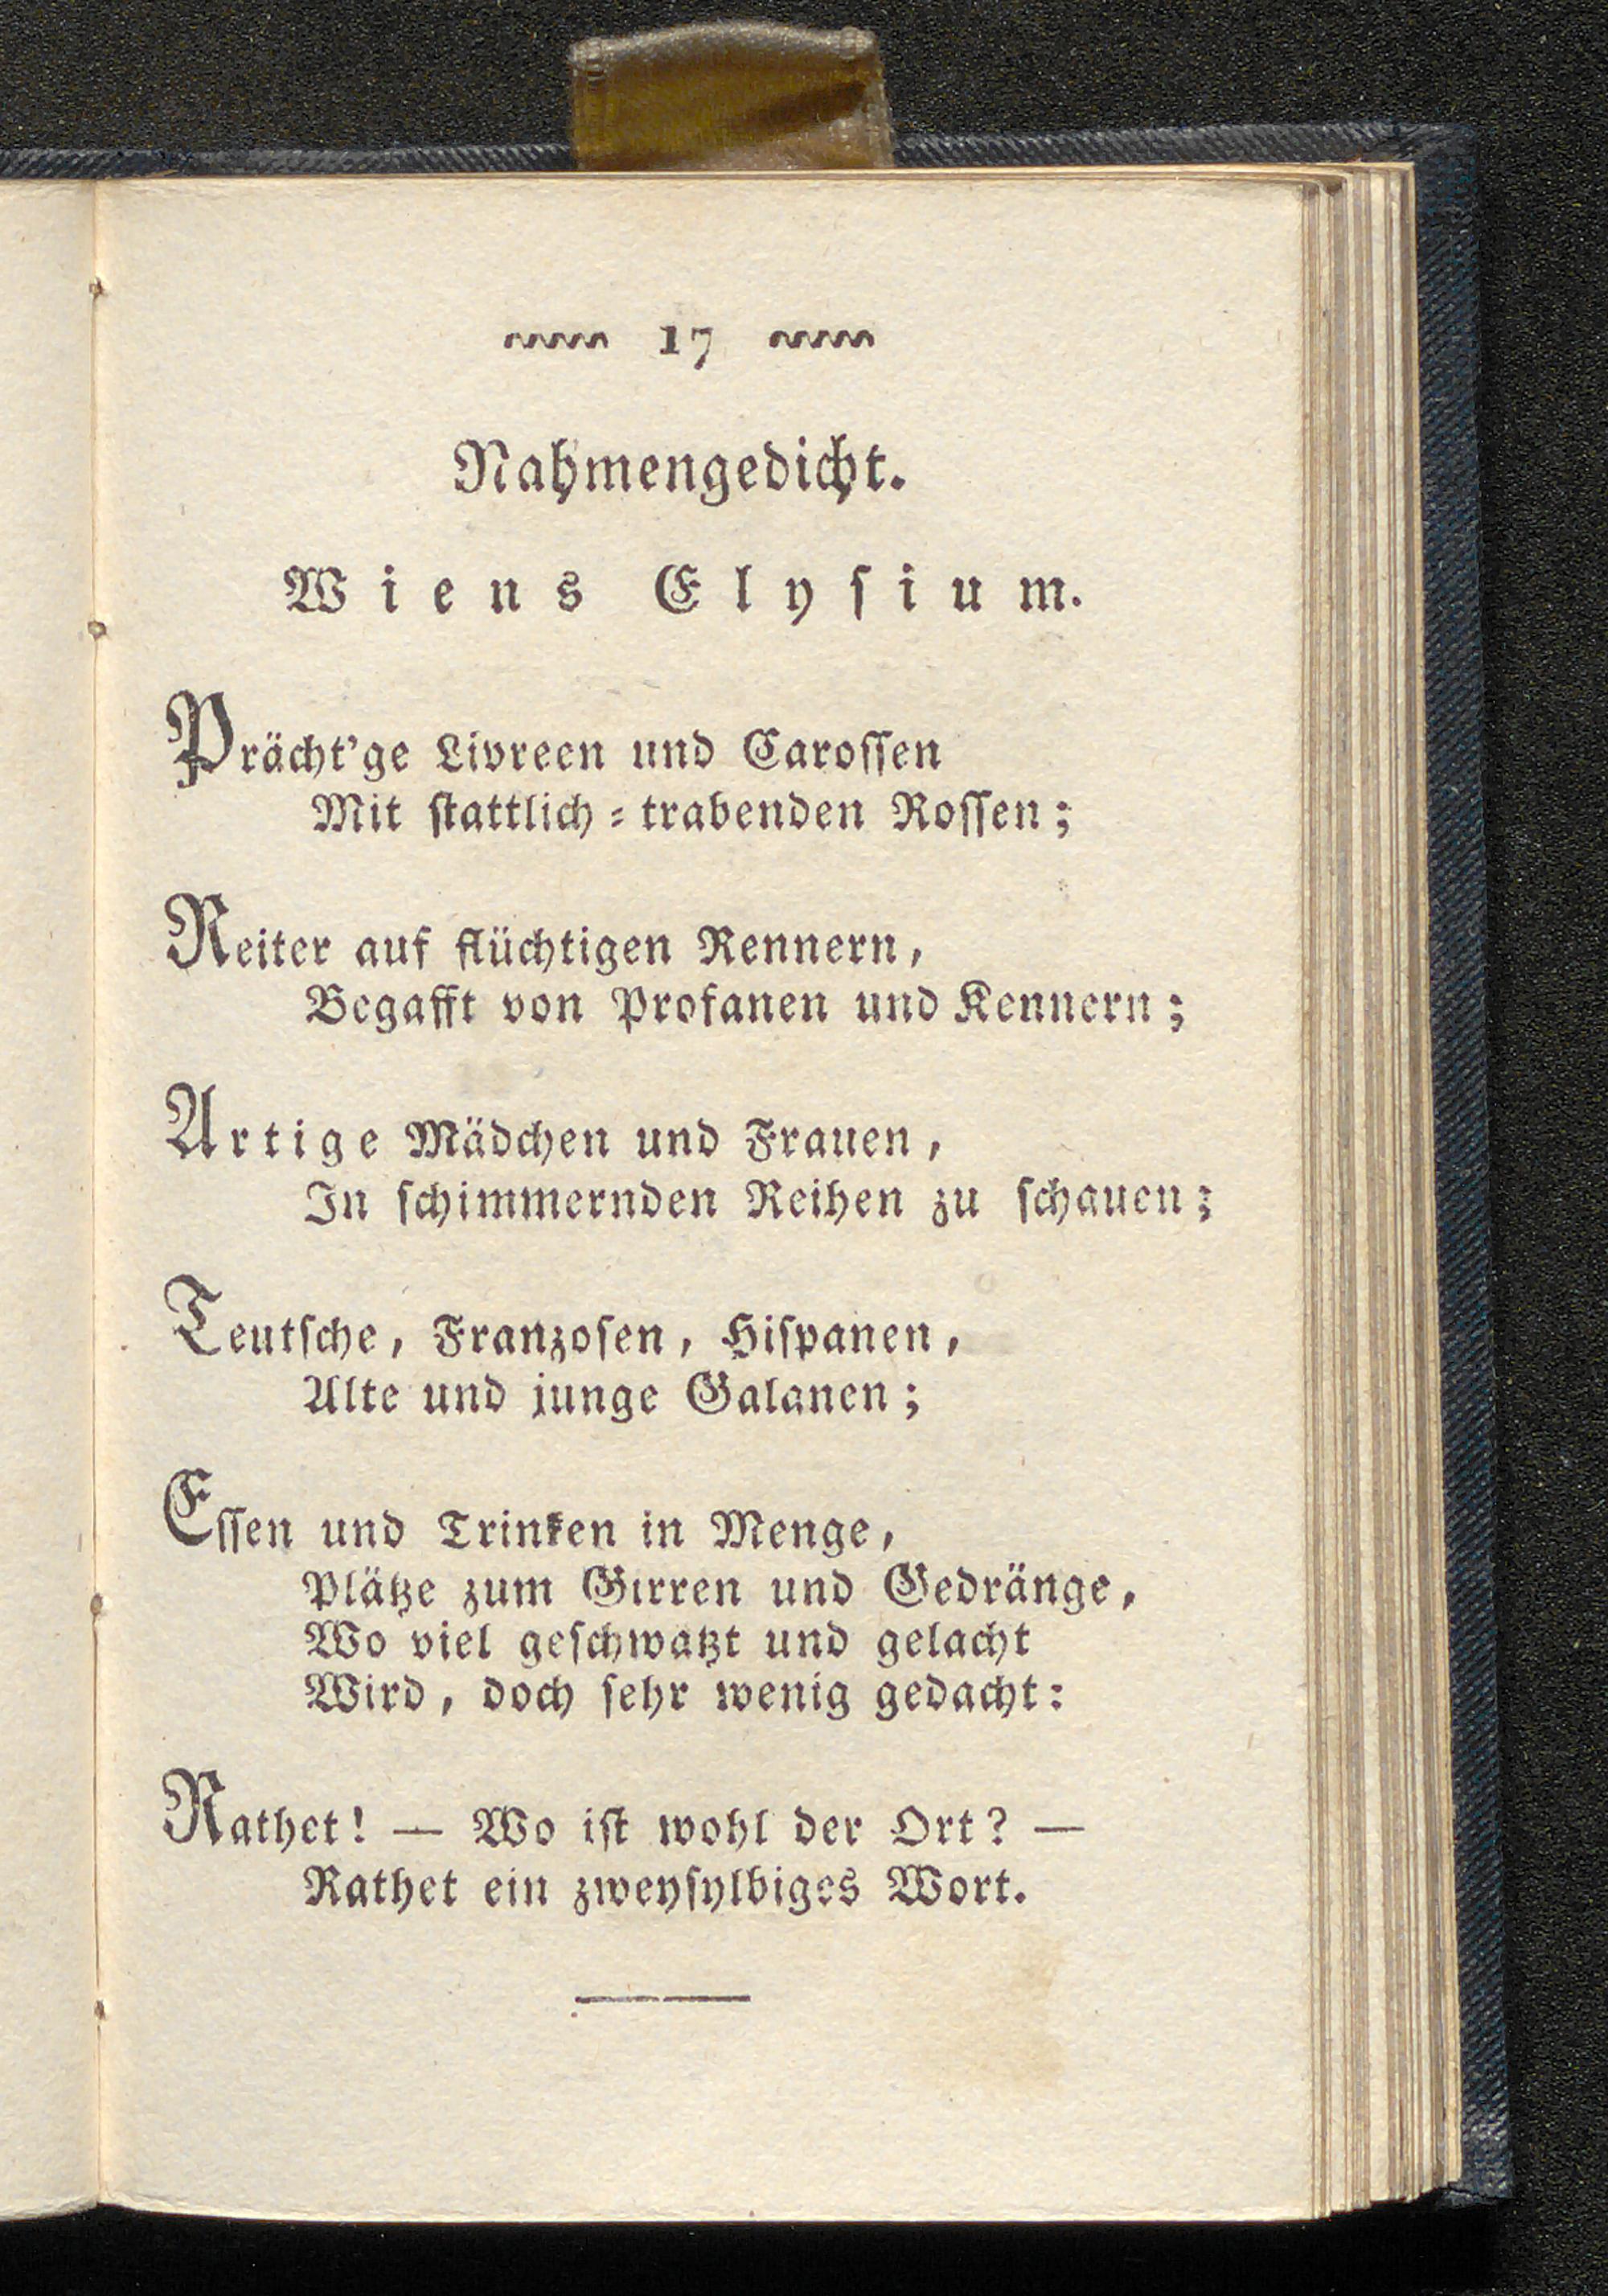 17
Nahmengedicht.
Wiens Elysium.
Prächt'ge Livreen und Carossen
Mit stattlich-trabenden Rossen;
Reiter auf flüchtigen Rennern,
Begafft von Profanen und Kennern;
Artige Mädchen und Frauen,
In schimmernden Reihen zu schauen;
Teutsche, Franzosen, Hispanen,
Alte und junge Galanen;
Essen und Trinken in Menge,
Plätze zum Girren und Gedränge,
Wo viel geschwatzt und gelacht
Wird, doch sehr wenig gedacht:
Rathet! — Wo ist wohl der Ort? —
Rathet ein zweysylbiges Wort.